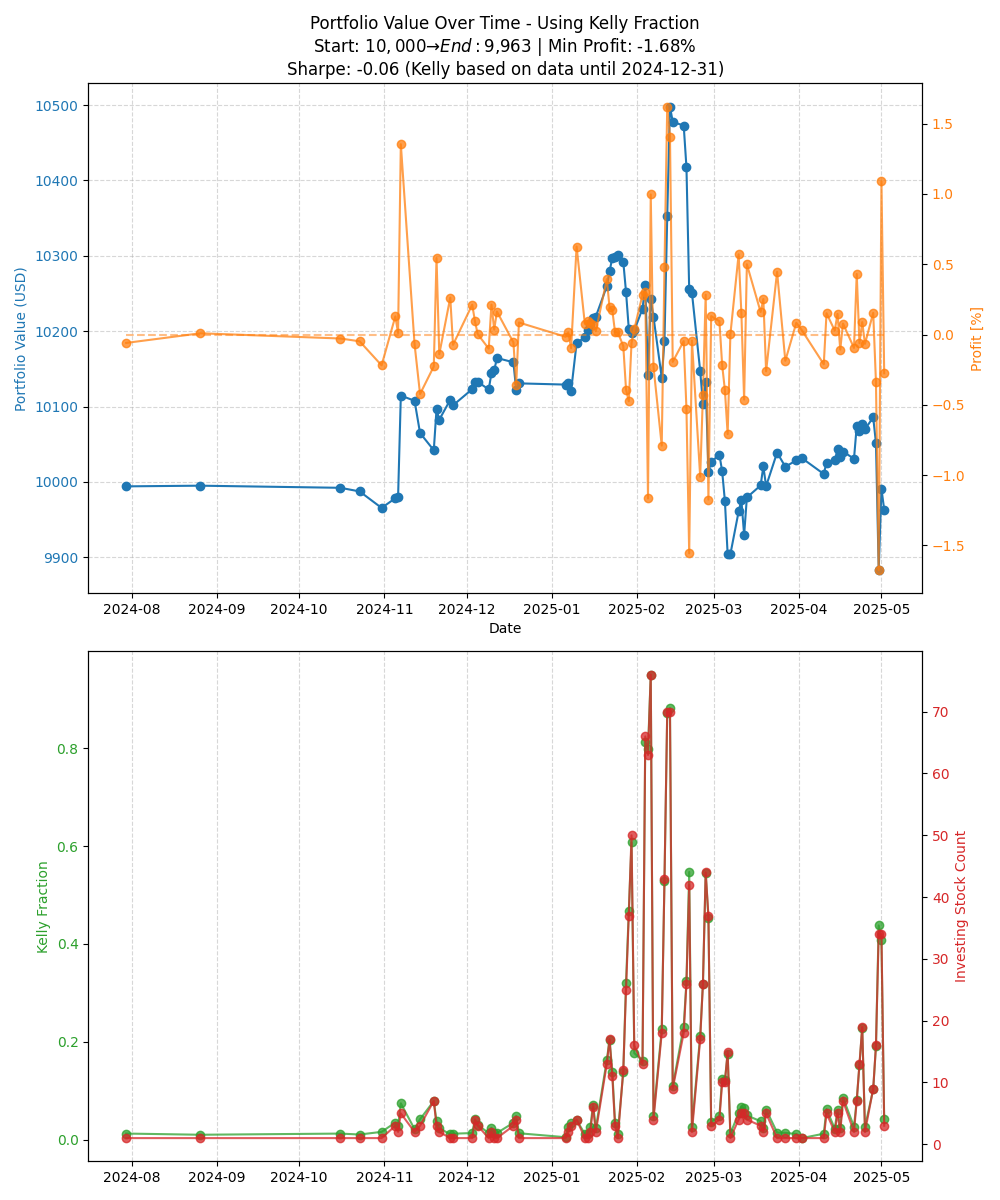 Portfolio Value Over Time - Using Kelly Fraction
Start: 10,000→End:9,963 | Min Profit: -1.68%
Sharpe: -0.06 (Kelly based on data until 2024-12-31)
10500
10400
10300
10200
10100
10000
9900
Portfolio Value (USD)
1.5
1.0
0.5
0.0
−0.5
−1.0
−1.5
Profit [%]
2024-08 2024-09 2024-10 2024-11 2024-12 2025-01 2025-02 2025-03 2025-04 2025-05
Date
0.8
0.6
0.4
0.2
0.0
Kelly Fraction
70
60
50
40
30
20
10
0
Investing Stock Count
2024-08 2024-09 2024-10 2024-11 2024-12 2025-01 2025-02 2025-03 2025-04 2025-05